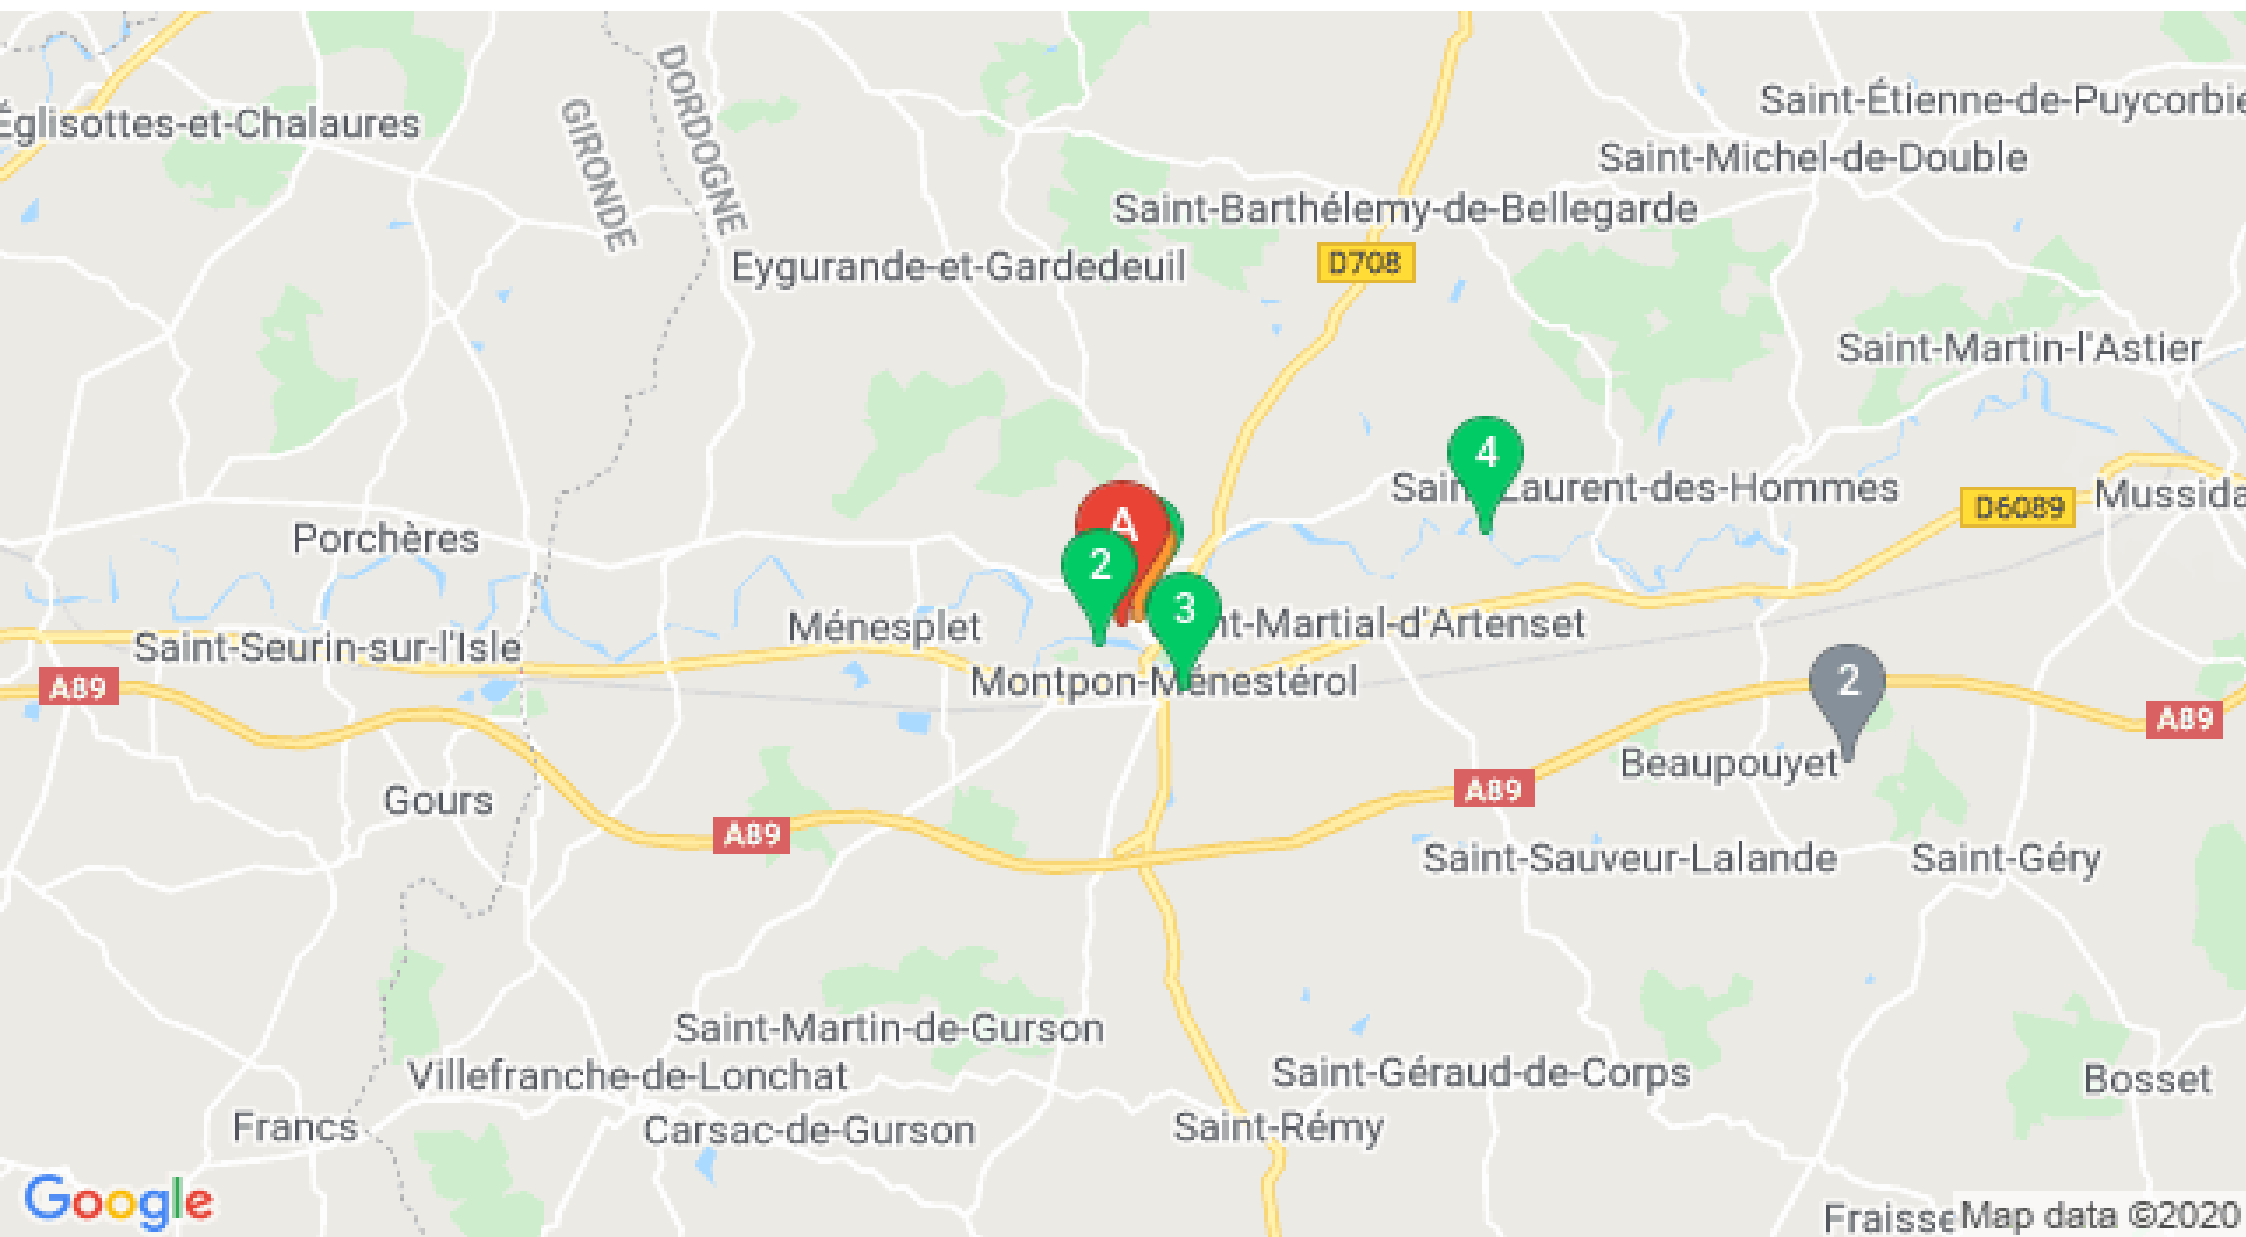 DORDOGNE
GIRONDE
Églisottes-et-Chalaures
Saint-Étienne-de-Puycorbie
Saint-Michel-de-Double
Saint-Barthélemy-de-Bellegarde
Eygurande-et-Gardedeuil
D708
Saint-Martin-l'Astier
4
Saint-Laurent-des-Hommes
D6089
Mussida
Porchères
A
2
3
Ménesplet
nt-Martial-d'Artenset
Saint-Seurin-sur-l'Isle
Montpon-Ménestérol
A89
2
A89
Beaupouyet
A89
Gours
A89
Saint-Sauveur-Lalande
Saint-Géry
Saint-Martin-de-Gurson
Villefranche-de-Lonchat
Saint-Géraud-de-Corps
Bosset
Francs
Carsac-de-Gurson
Saint-Rémy
Google
Fraisse
Map data ©2020